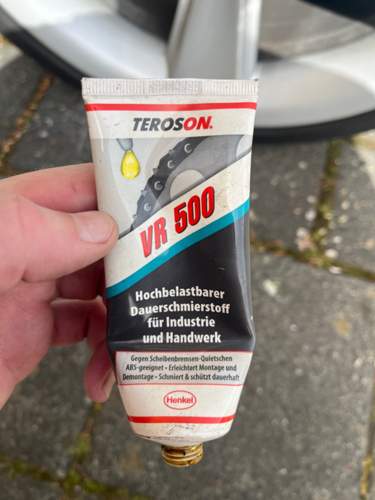 TEROSON.
VR 500
Hochbelastbarer
Dauerschmierstoff
für Industrie
und Handwerk
Gegen Scheibenbremsen-Quietschen
ABS-geeignet • Erleichtert Montage und
Demontage • Schmiert & schützt dauerhaft
Henkel